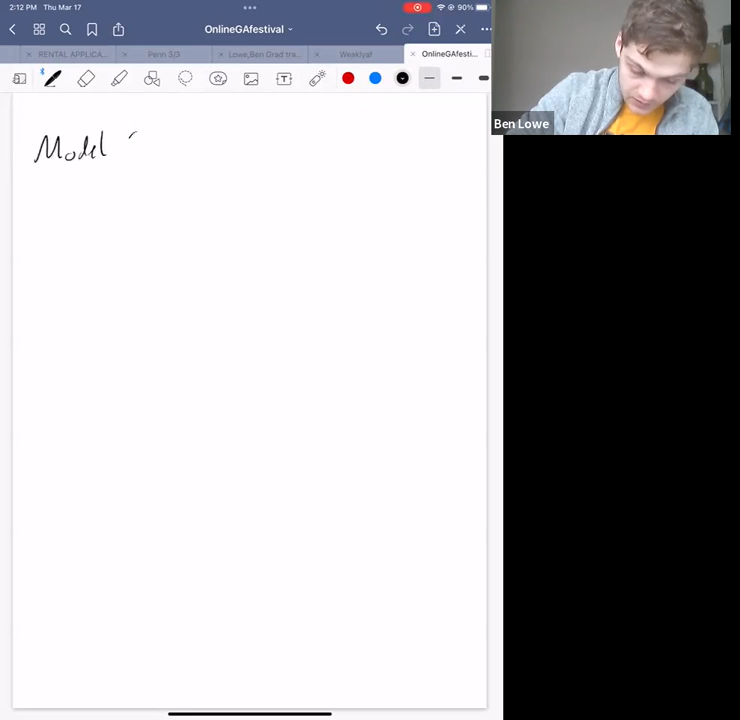 2:12 PM Thu Mar 17
90%
OnlineGAfestival
RENTAL APPLICA...
Penn 3/3
Lowe,Ben Grad tra...
Weaklyaf
OnlineGAfesti...
T
Ben Lowe
Model